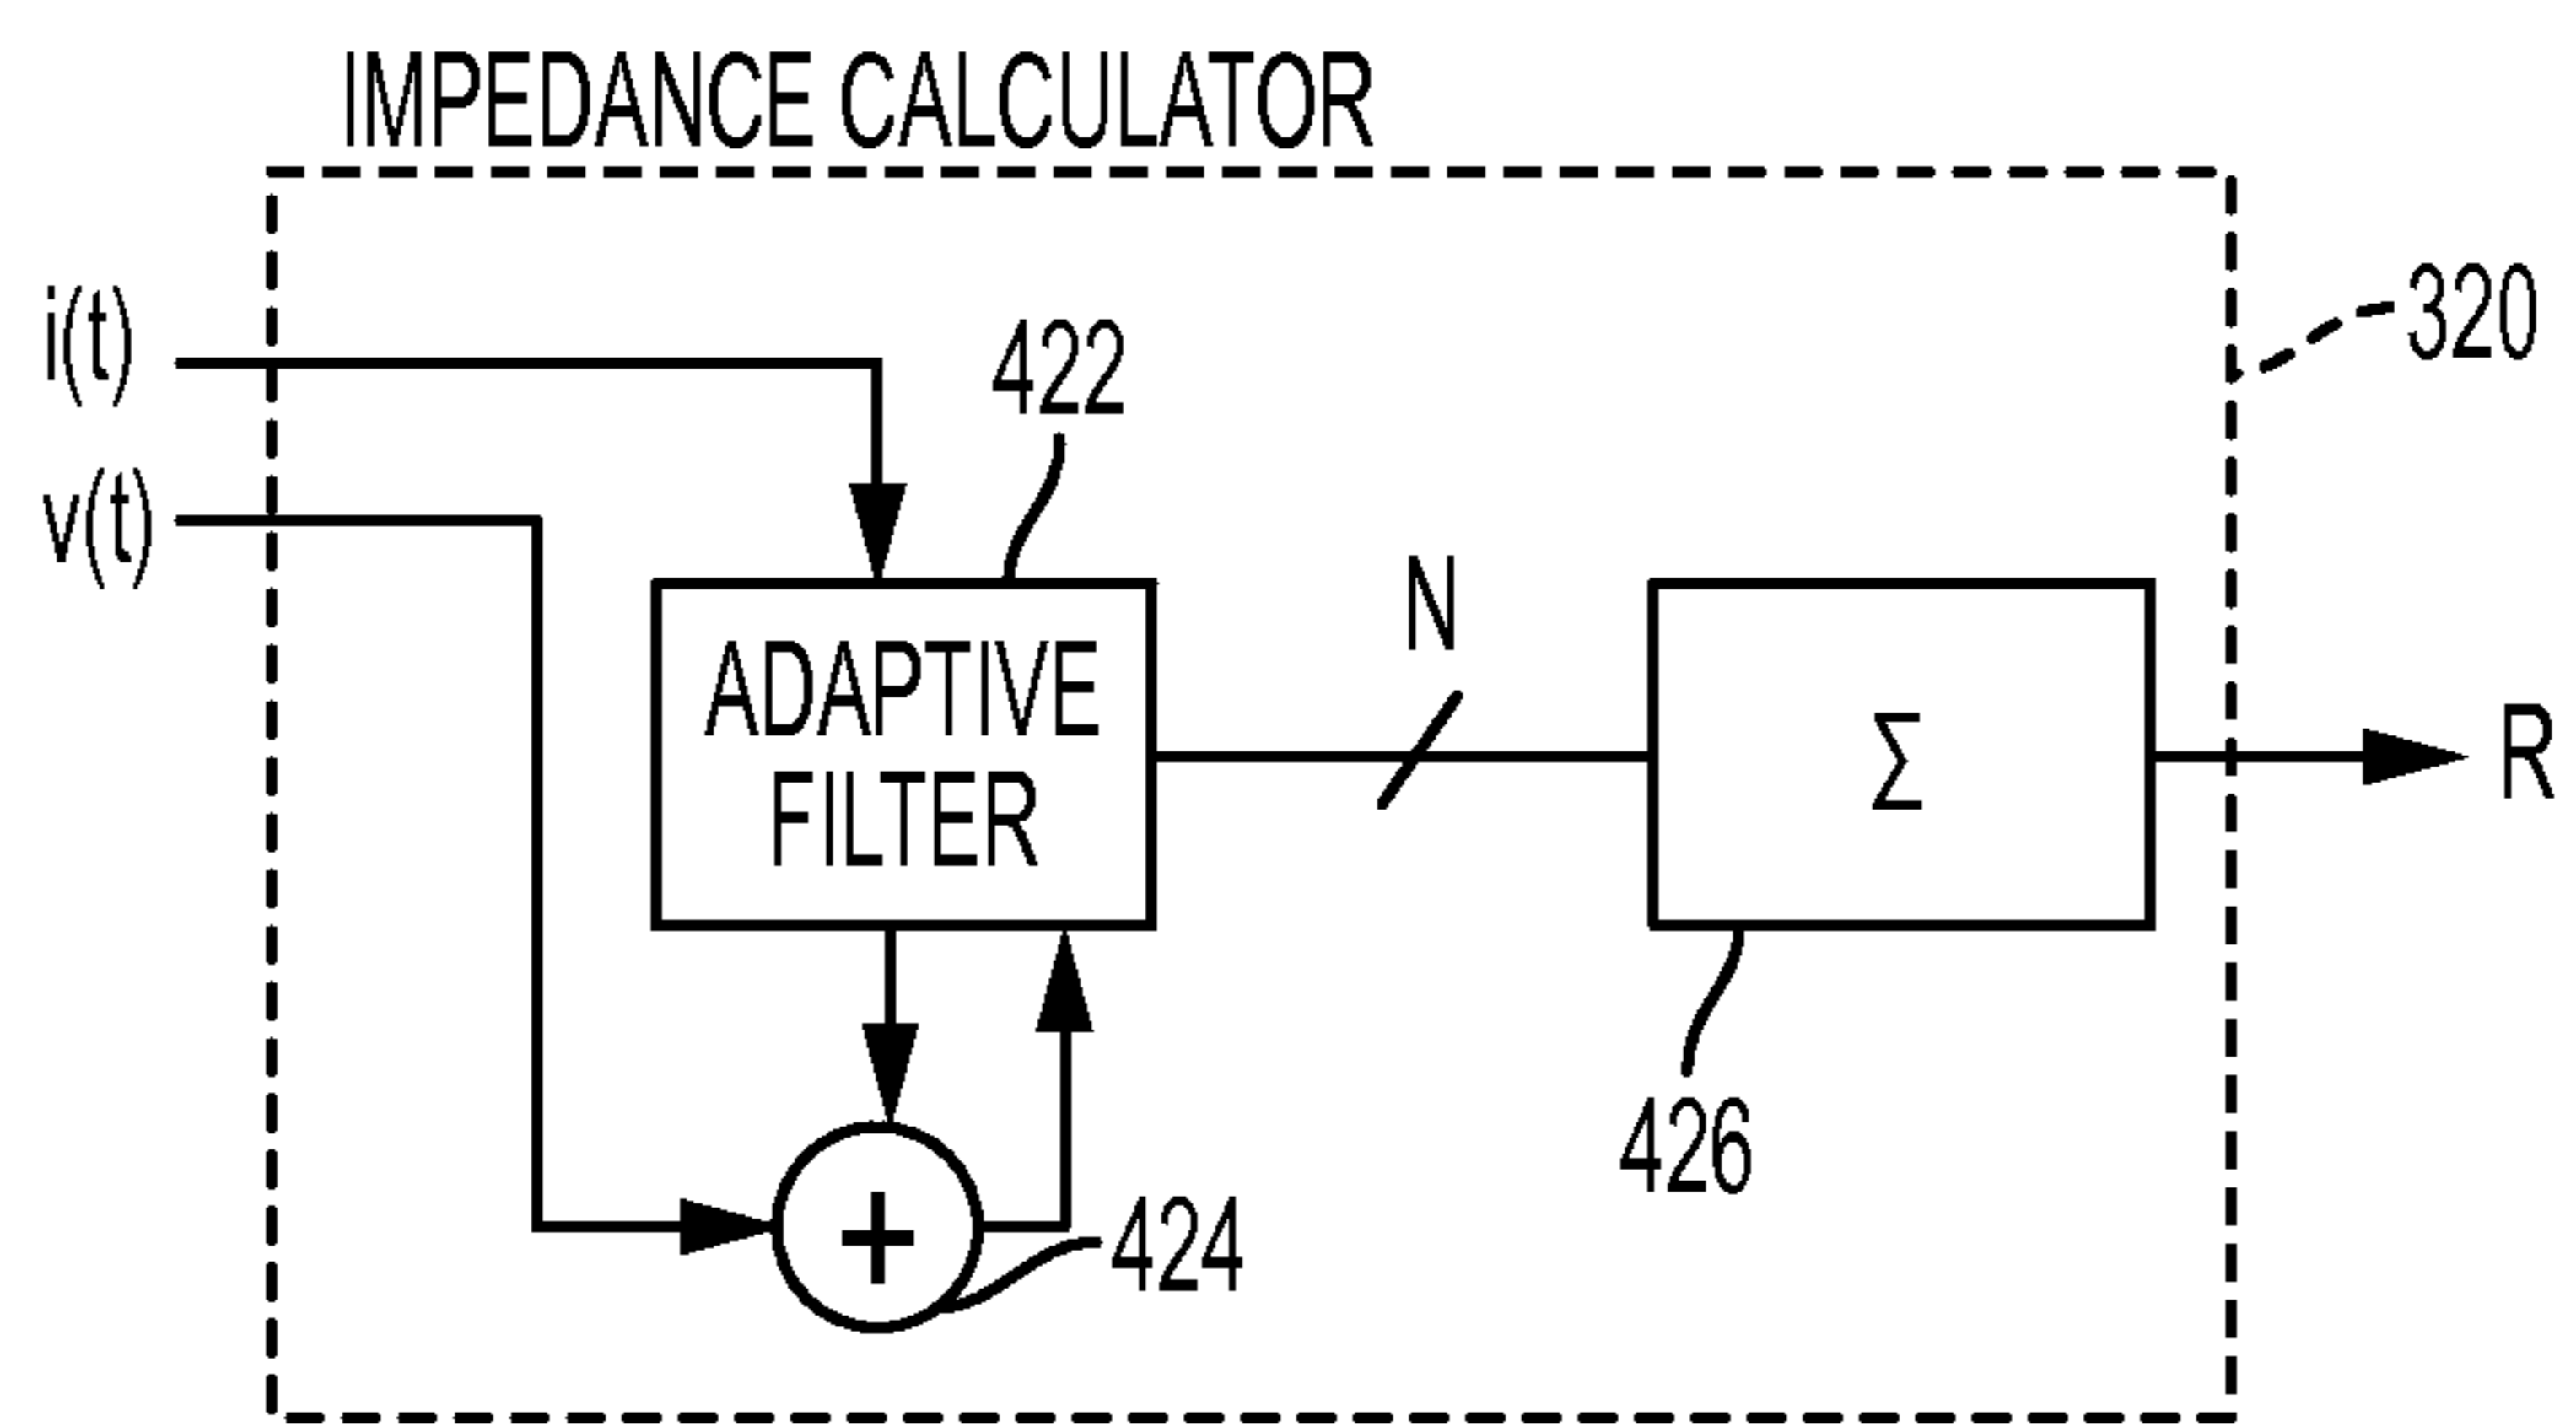 IMPEDANCE CALCULATOR
i(t)
v(t)
422
320
ADAPTIVE
FILTER
N
Σ
R
426
+
424